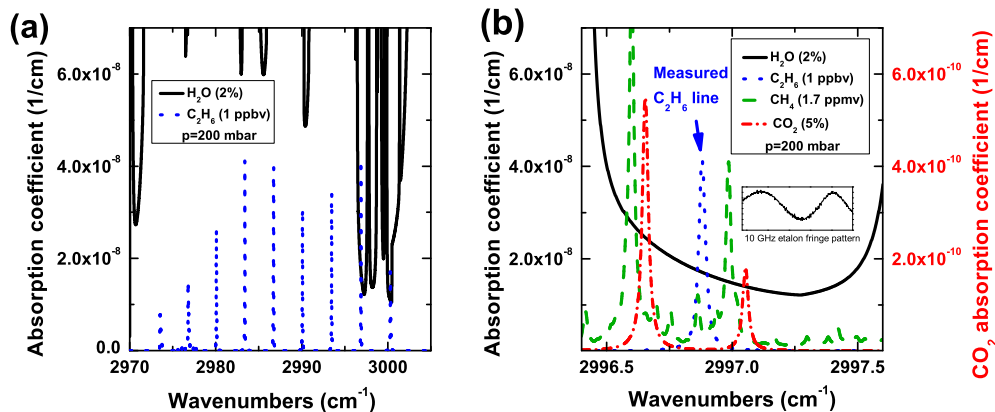 (a)
Absorption coefficient (1/cm)
6.0x10⁻⁸
4.0x10⁻⁸
2.0x10⁻⁸
0.0
H₂O (2%)
C₂H₆ (1 ppbv)
p=200 mbar
2970 2980 2990 3000
Wavenumbers (cm⁻¹)
(b)
Absorption coefficient (1/cm)
6.0x10⁻⁸
4.0x10⁻⁸
2.0x10⁻⁸
Measured
C₂H₆ line
H₂O (2%)
C₂H₆ (1 ppbv)
CH₄ (1.7 ppmv)
CO₂ (5%)
p=200 mbar
10 GHz etalon fringe pattern
6.0x10⁻¹⁰
4.0x10⁻¹⁰
2.0x10⁻¹⁰
CO₂ absorption coefficient (1/cm)
2996.5 2997.0 2997.5
Wavenumbers (cm⁻¹)